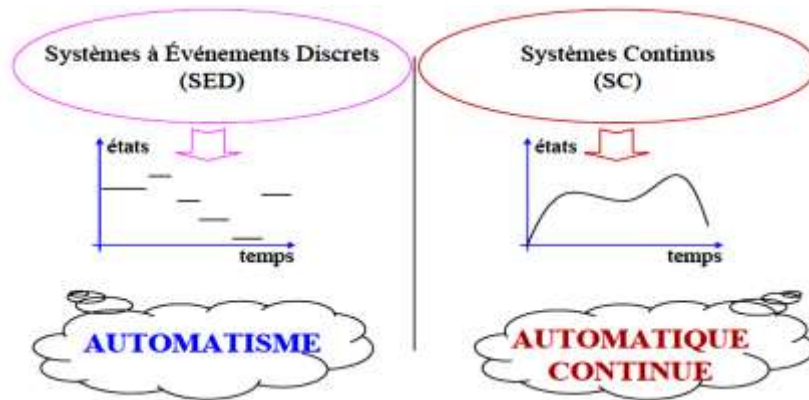 Systèmes à Événements Discrets
(SED)
Systèmes Continus
(SC)
états
temps
états
temps
AUTOMATISME
AUTOMATIQUE
CONTINUE